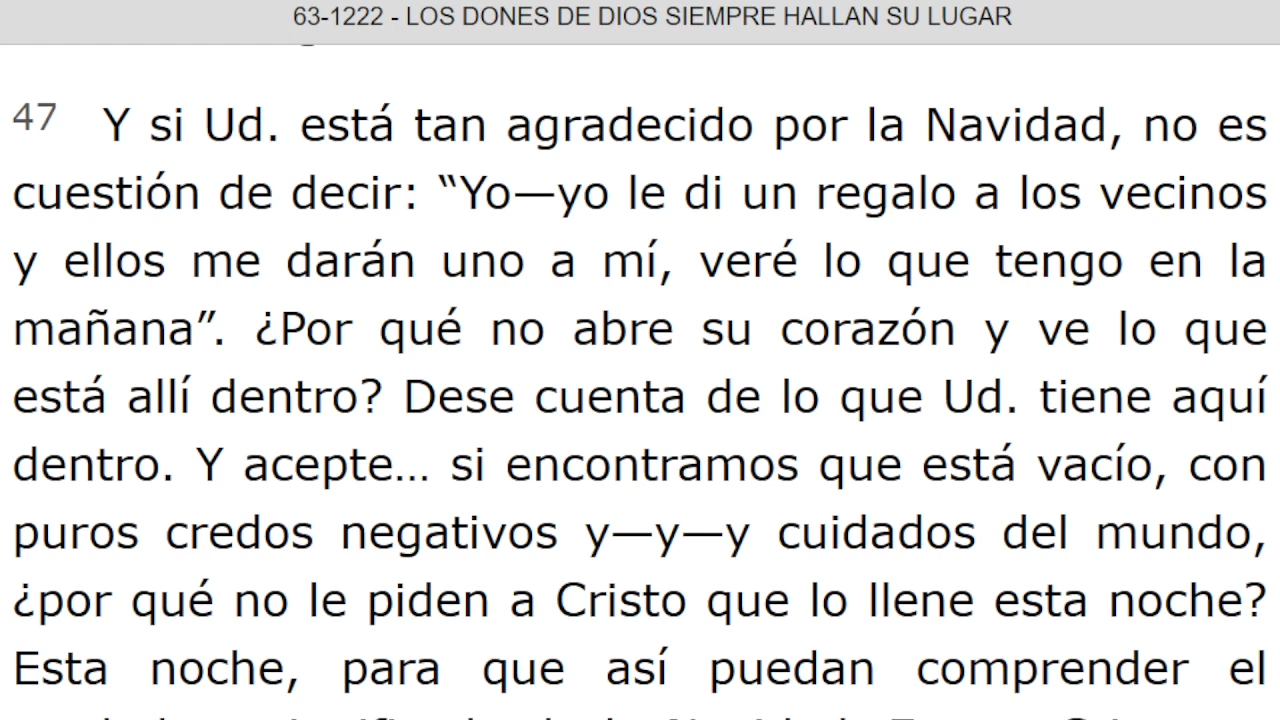 63-1222 - LOS DONES DE DIOS SIEMPRE HALLAN SU LUGAR
47 Y si Ud. está tan agradecido por la Navidad, no es
cuestión de decir: “Yo—yo le di un regalo a los vecinos
y ellos me darán uno a mí, veré lo que tengo en la
mañana”. ¿Por qué no abre su corazón y ve lo que
está allí dentro? Dese cuenta de lo que Ud. tiene aquí
dentro. Y acepte… si encontramos que está vacío, con
puros credos negativos y—y—y cuidados del mundo,
¿por qué no le piden a Cristo que lo llene esta noche?
Esta noche, para que así puedan comprender el